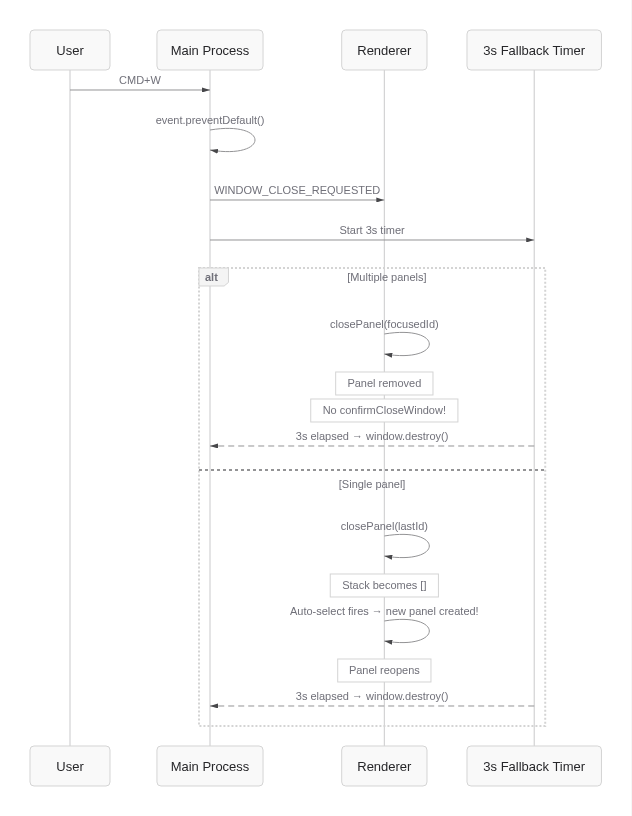 User
Main Process
Renderer
3s Fallback Timer
CMD+W
event.preventDefault()
WINDOW_CLOSE_REQUESTED
Start 3s timer
alt
[Multiple panels]
closePanel(focusedId)
Panel removed
No confirmCloseWindow!
3s elapsed → window.destroy()
[Single panel]
closePanel(lastId)
Stack becomes []
Auto-select fires → new panel created!
Panel reopens
3s elapsed → window.destroy()
User
Main Process
Renderer
3s Fallback Timer